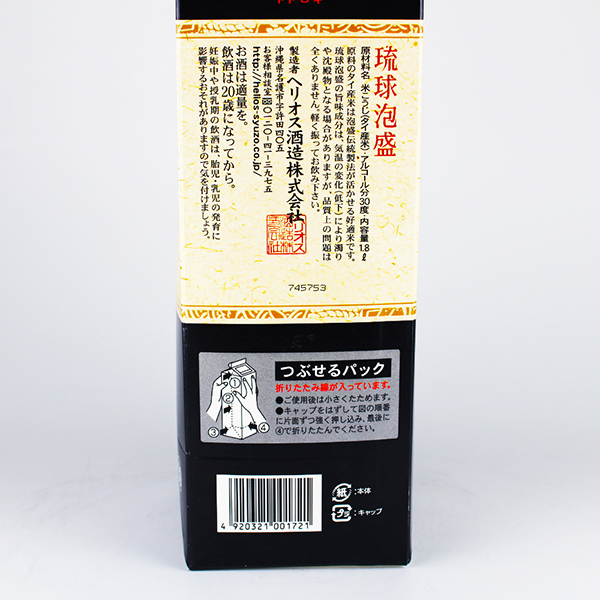 琉球泡盛
原材料名・米こうじ(タイ産米)・アルコール分30度・内容量1.8ℓ
原料のタイ産米は泡盛伝統製法が活かせる好適米です。
琉球泡盛の旨味成分は、気温の変化(低下)により濁り
や沈殿物となる場合がありますが、品質上の問題は
全くありません。軽く振ってお飲み下さい。
製造者 ヘリオス酒造株式会社
沖縄県名護市字許田四〇五
お客様相談室 〇一二〇-四一-三九七五
http://helios-syuzo.co.jp/
お酒は適量を。
飲酒は20歳になってから。
妊娠中や授乳期の飲酒は、胎児・乳児の発育に
影響するおそれがありますので気を付けましょう。
745753
つぶせるパック
折りたたみ線が入っています。
●ご使用後は小さくたためます。
●キャップをはずして図の順番
に片面ずつ強く押し込み、最後に
④で折りたたんでください。
①
②
③
④
4 920321 001721
紙 :本体
プラ :キャップ